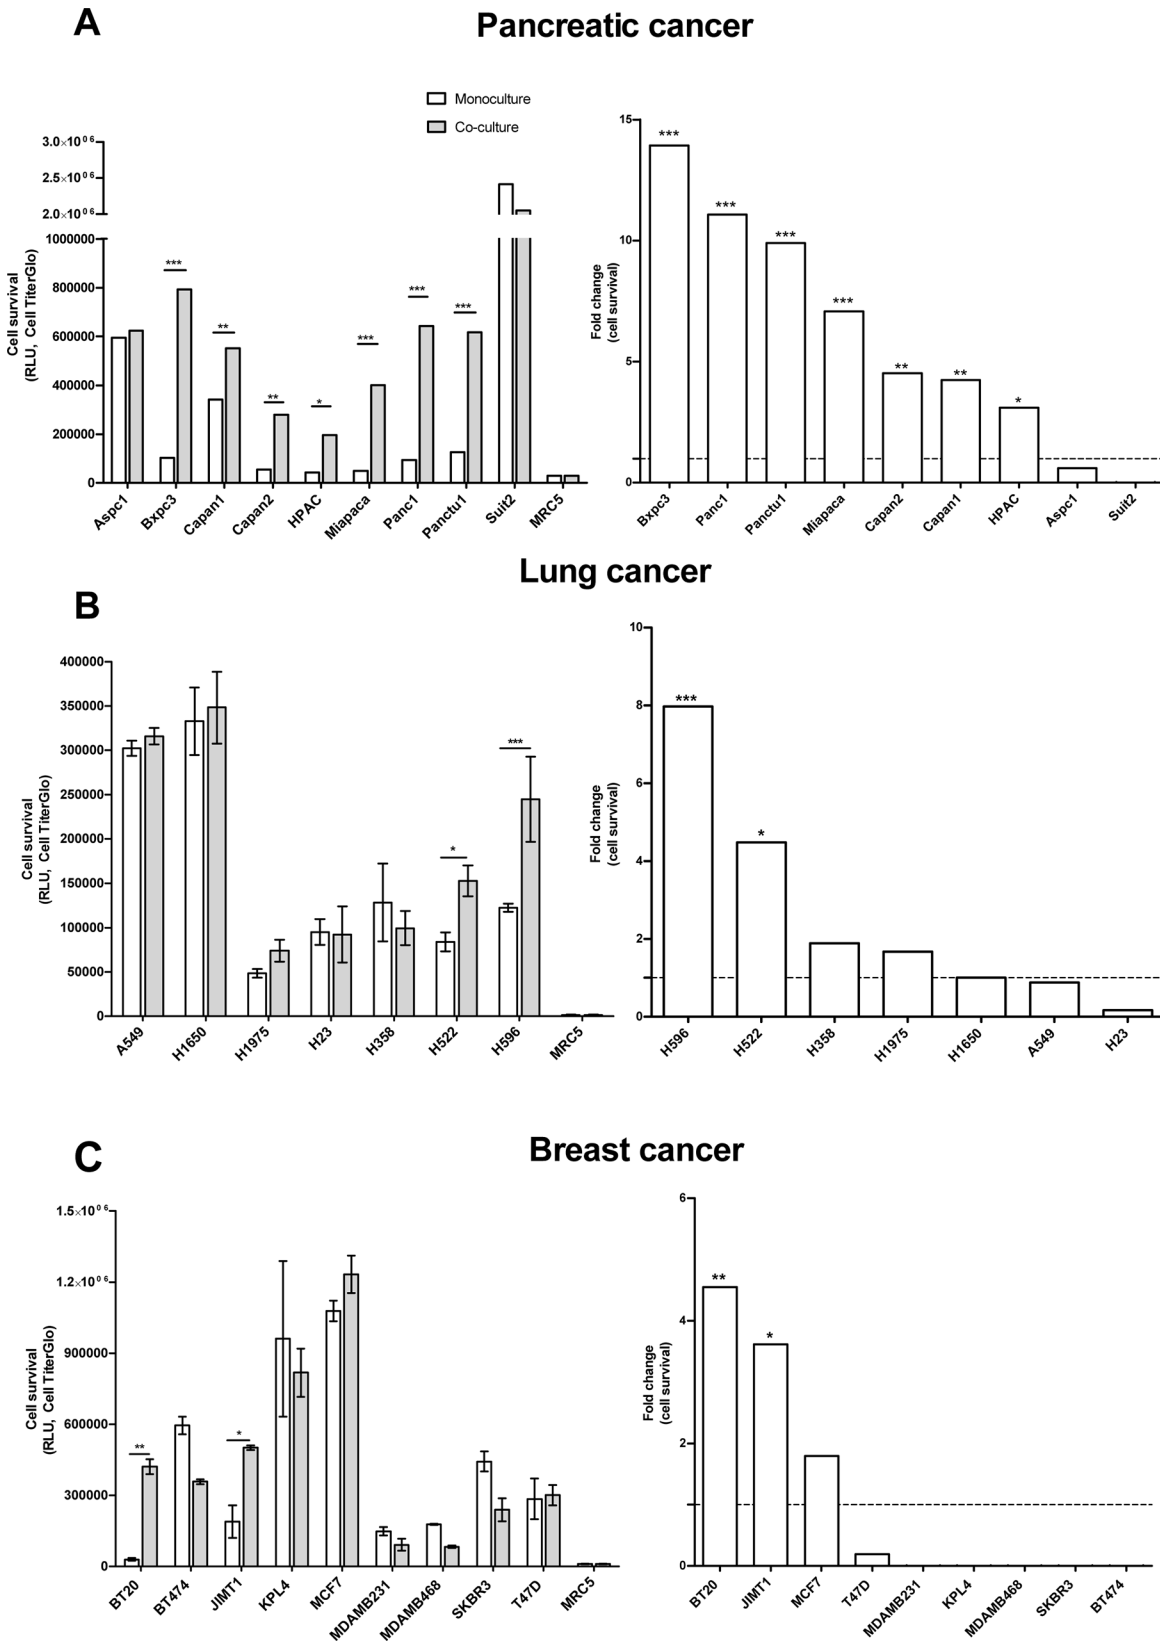 A
Pancreatic cancer
Monoculture
Co-culture
Cell survival
(RLU, Cell TiterGlo)
3.0×10⁰⁶
2.5×10⁰⁶
2.0×10⁰⁶
1000000
800000
600000
400000
200000
0
***
**
**
*
***
***
***
Aspc1 Bxpc3 Capan1 Capan2 HPAC Miapaca Panc1 Panctu1 Suit2 MRC5
Fold change
(cell survival)
15
10
5
0
***
***
***
***
**
**
*
Bxpc3 Panc1 Panctu1 Miapaca Capan2 Capan1 HPAC Aspc1 Suit2
Lung cancer
B
Cell survival
(RLU, Cell TiterGlo)
400000
350000
300000
250000
200000
150000
100000
50000
0
*
***
A549 H1650 H1975 H23 H358 H522 H596 MRC5
Fold change
(cell survival)
10
8
6
4
2
0
***
*
H596 H522 H358 H1975 H1650 A549 H23
C
Breast cancer
Cell survival
(RLU, Cell TiterGlo)
1.5×10⁰⁶
1.2×10⁰⁶
900000
600000
300000
0
**
*
BT20 BT474 JIMT1 KPL4 MCF7 MDAMB231 MDAMB468 SKBR3 T47D MRC5
Fold change
(cell survival)
6
4
2
0
**
*
BT20 JIMT1 MCF7 T47D MDAMB231 KPL4 MDAMB468 SKBR3 BT474